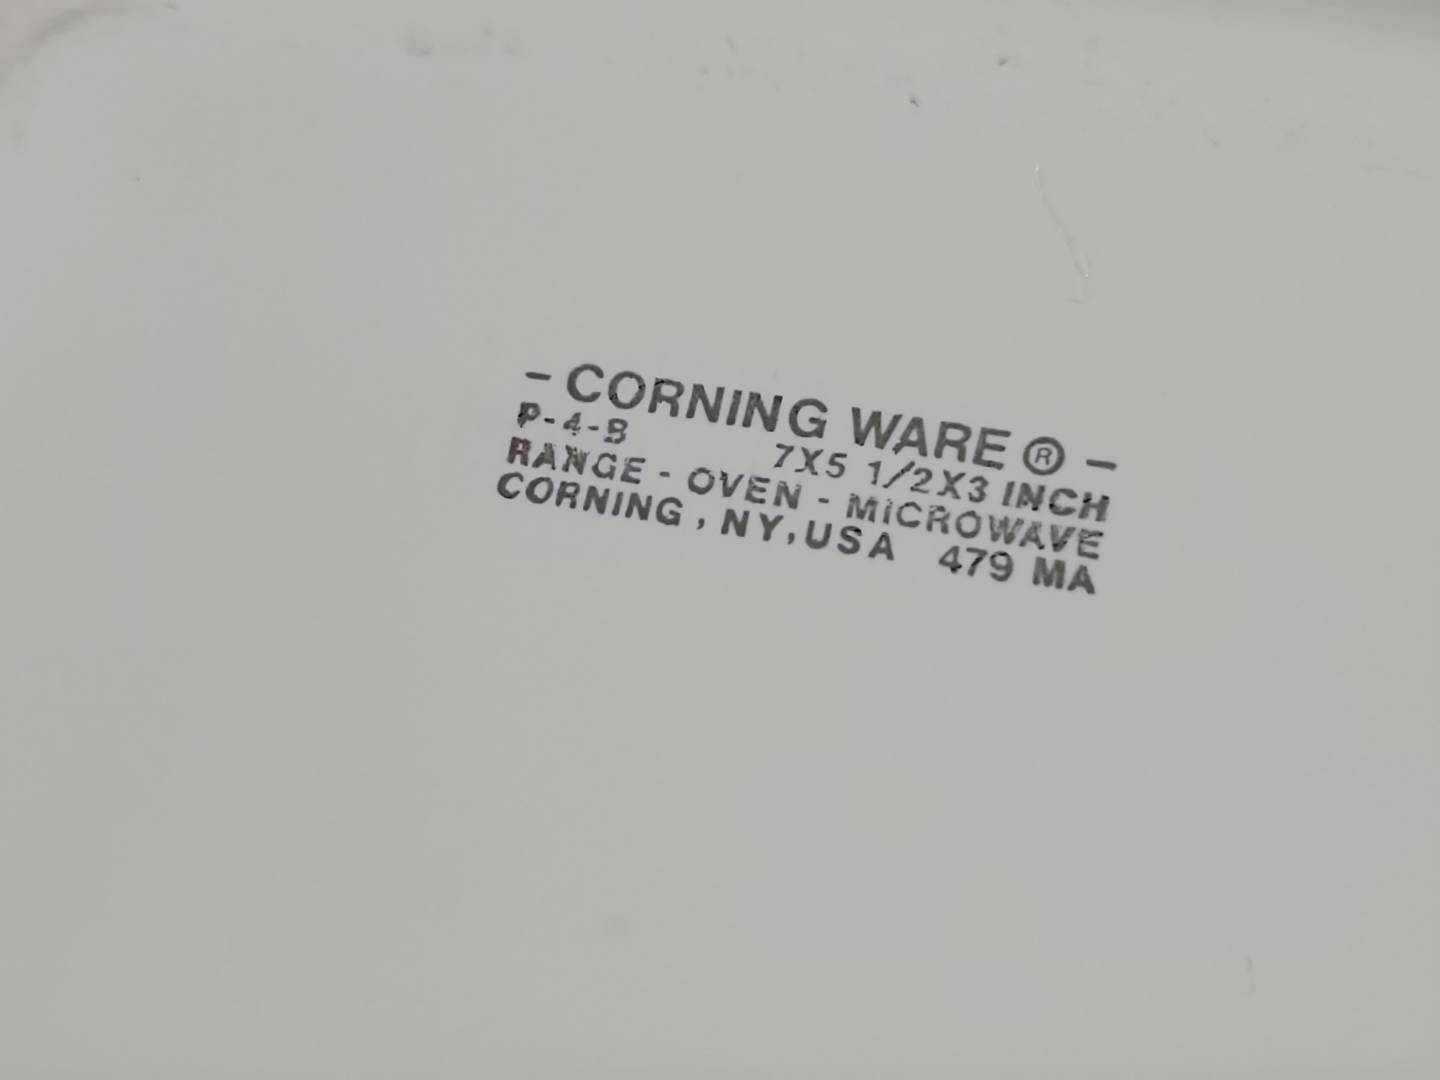 - CORNING WARE ® -
P-4-B 7X5 1/2X3 INCH
RANGE - OVEN - MICROWAVE
CORNING , NY, USA 479 MA